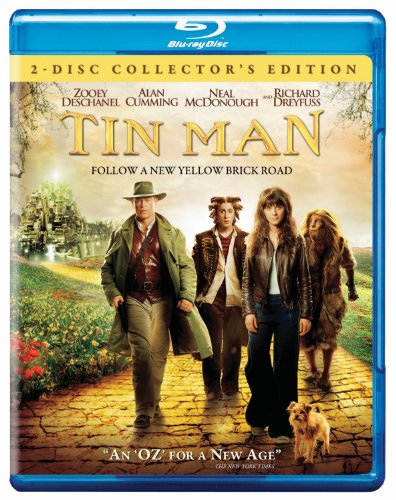 Blu-ray Disc
2-DISC COLLECTOR'S EDITION
ZOOEY DESCHANEL ALAN CUMMING NEAL McDONOUGH AND RICHARD DREYFUSS
TIN MAN
FOLLOW A NEW YELLOW BRICK ROAD
"AN 'OZ' FOR A NEW AGE"
THE NEW YORK TIMES